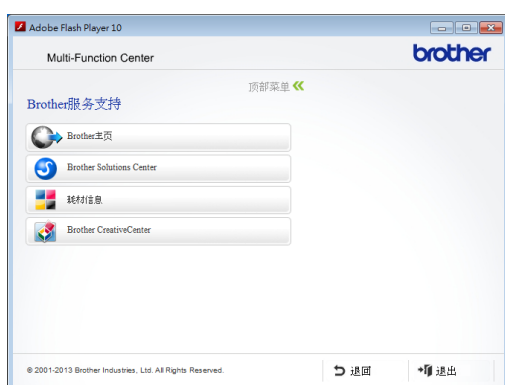 Adobe Flash Player 10
Multi-Function Center
brother
顶部菜单
Brother服务支持
Brother主页
Brother Solutions Center
耗材信息
Brother CreativeCenter
© 2001-2013 Brother Industries, Ltd. All Rights Reserved.
退回
退出